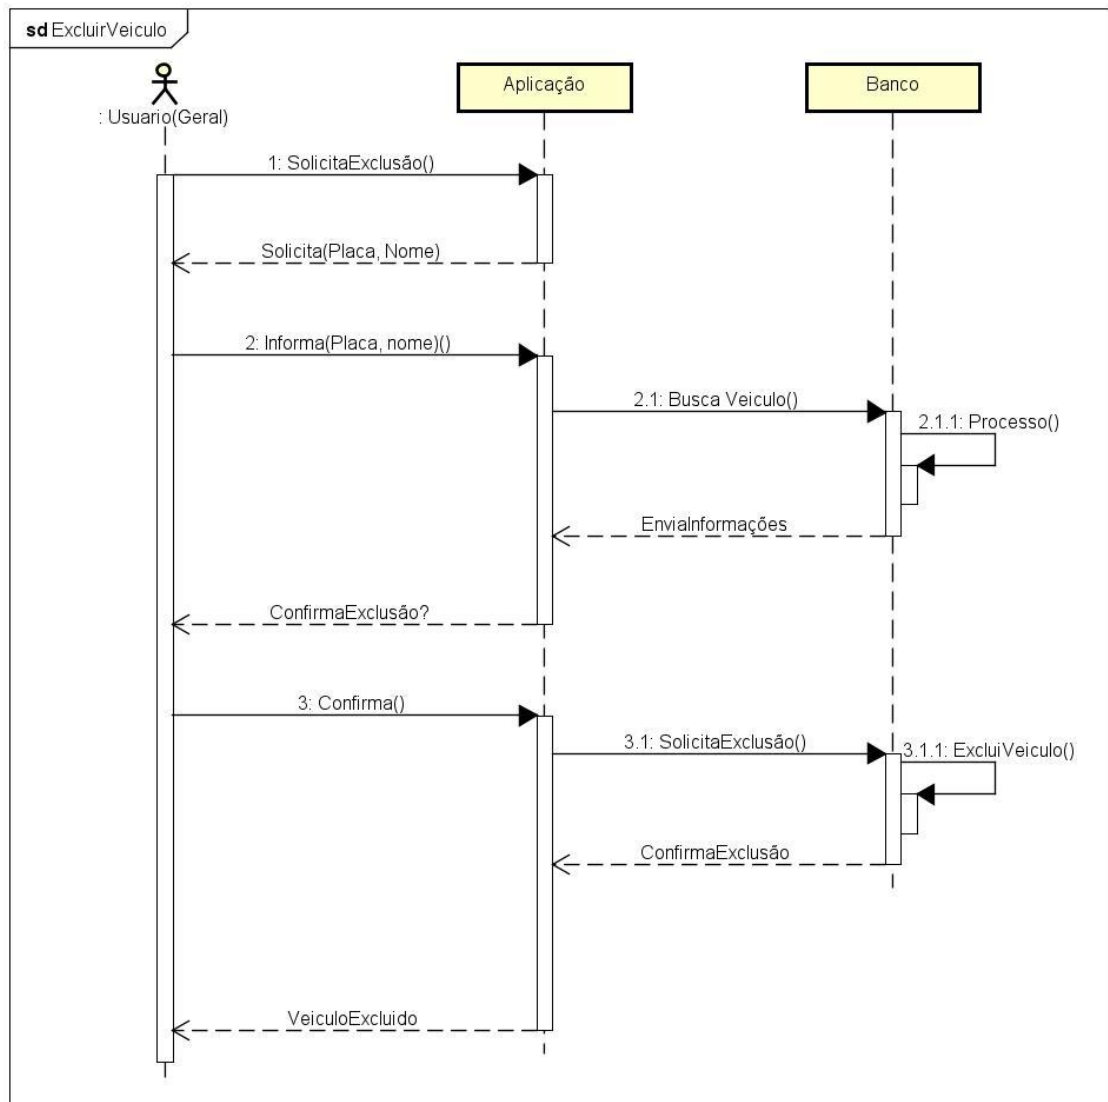 sd ExcluirVeiculo
: Usuario(Geral)
Aplicação
Banco
1: SolicitaExclusão()
Solicita(Placa, Nome)
2: Informa(Placa, nome)()
2.1: Busca Veiculo()
2.1.1: Processo()
EnviaInformações
ConfirmaExclusão?
3: Confirma()
3.1: SolicitaExclusão()
3.1.1: ExcluiVeiculo()
ConfirmaExclusão
VeiculoExcluido